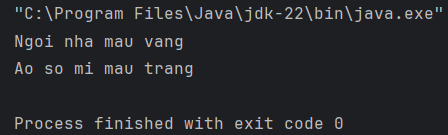 "C:\Program Files\Java\jdk-22\bin\java.exe"
Ngoi nha mau vang
Ao so mi mau trang
Process finished with exit code 0